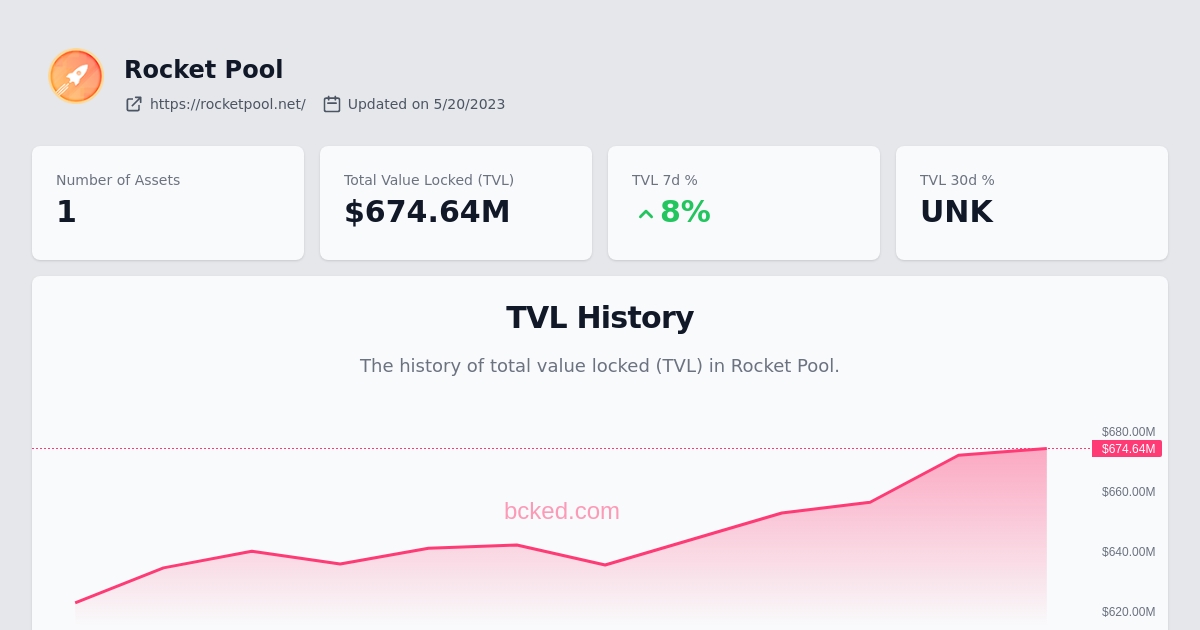 Rocket Pool
https://rocketpool.net/ Updated on 5/20/2023
Number of Assets
1
Total Value Locked (TVL)
$674.64M
TVL 7d %
8%
TVL 30d %
UNK
TVL History
The history of total value locked (TVL) in Rocket Pool.
$680.00M
$674.64M
$660.00M
bcked.com
$640.00M
$620.00M